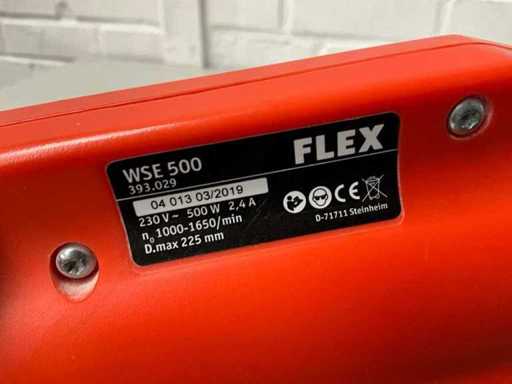 FLEX
WSE 500
393.029
04 013 03/2019
230 V~ 500 W 2,4 A
n₀ 1000-1650/min
D.max 225 mm
CE
D-71711 Steinheim